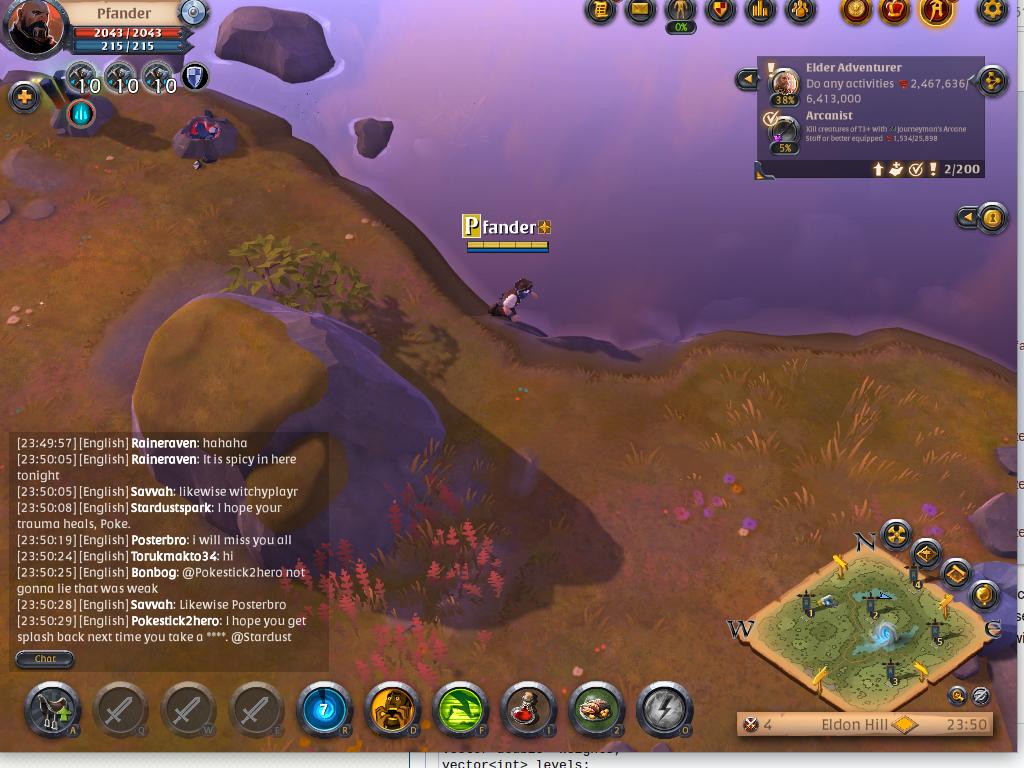 Pfander
2043 / 2043
215 / 215
10 10 10
0%
Elder Adventurer
Do any activities 2,467,636/
6,413,000
38%
Arcanist
Kill creatures of T3+ with Journeyman's Arcane
Staff or better equipped 1,534/25,898
5%
2/200
Pfander
[23:49:57] [English] Raineraven: hahaha
[23:50:05] [English] Raineraven: It is spicy in here
tonight
[23:50:05] [English] Savvah: likewise witchyplayr
[23:50:08] [English] Stardustspark: I hope your
trauma heals, Poke.
[23:50:19] [English] Posterbro: i will miss you all
[23:50:24] [English] Torukmakto34: hi
[23:50:25] [English] Bonbog: @Pokestick2hero not
gonna lie that was weak
[23:50:28] [English] Savvah: Likewise Posterbro
[23:50:29] [English] Pokestick2hero: I hope you get
splash back next time you take a ****. @Stardust
Chat
N
W
E
1 2 3 4 5
A Q W E 7 R D F 1 2 O
4 Eldon Hill 23:50
vector<int> levels;